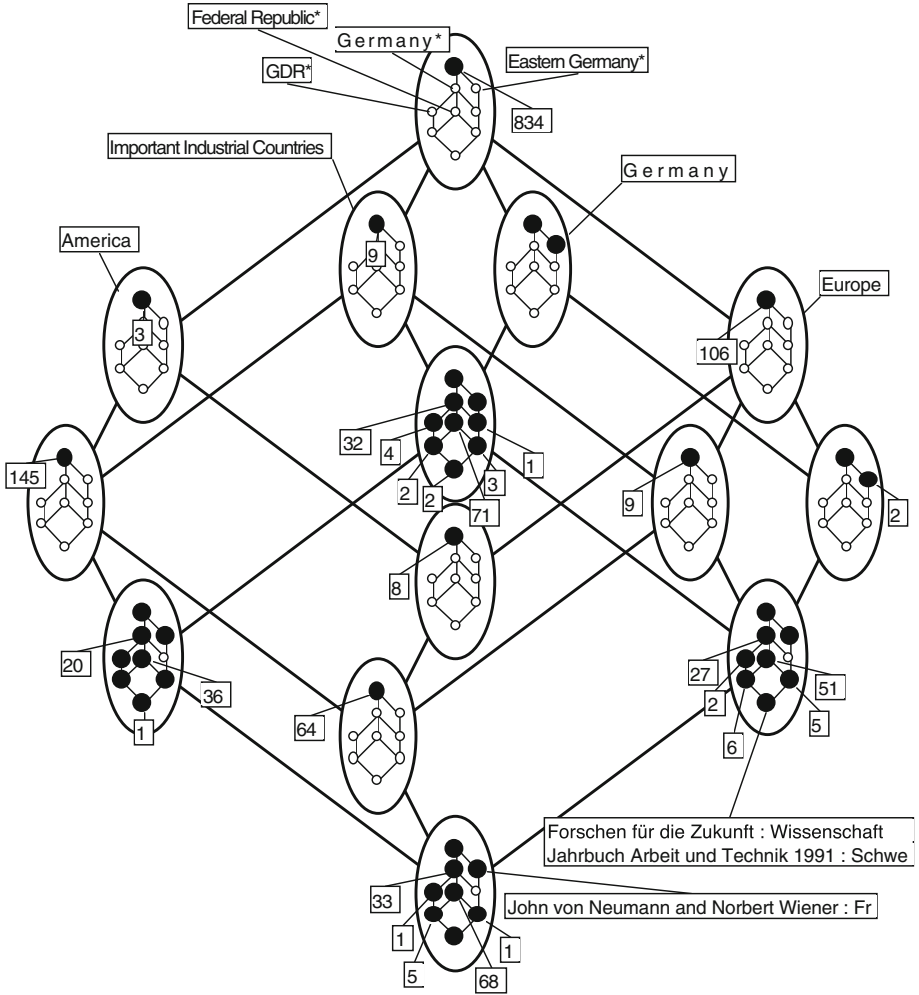 Federal Republic*
Germany*
GDR*
Eastern Germany*
834
Important Industrial Countries
Germany
America
9
Europe
3
106
32
4
1
145
2
2
3
71
9
2
8
20
36
27
2
51
64
1
6
5
Forschen für die Zukunft : Wissenschaft
Jahrbuch Arbeit und Technik 1991 : Schwe
33
John von Neumann and Norbert Wiener : Fr
1
1
5
68